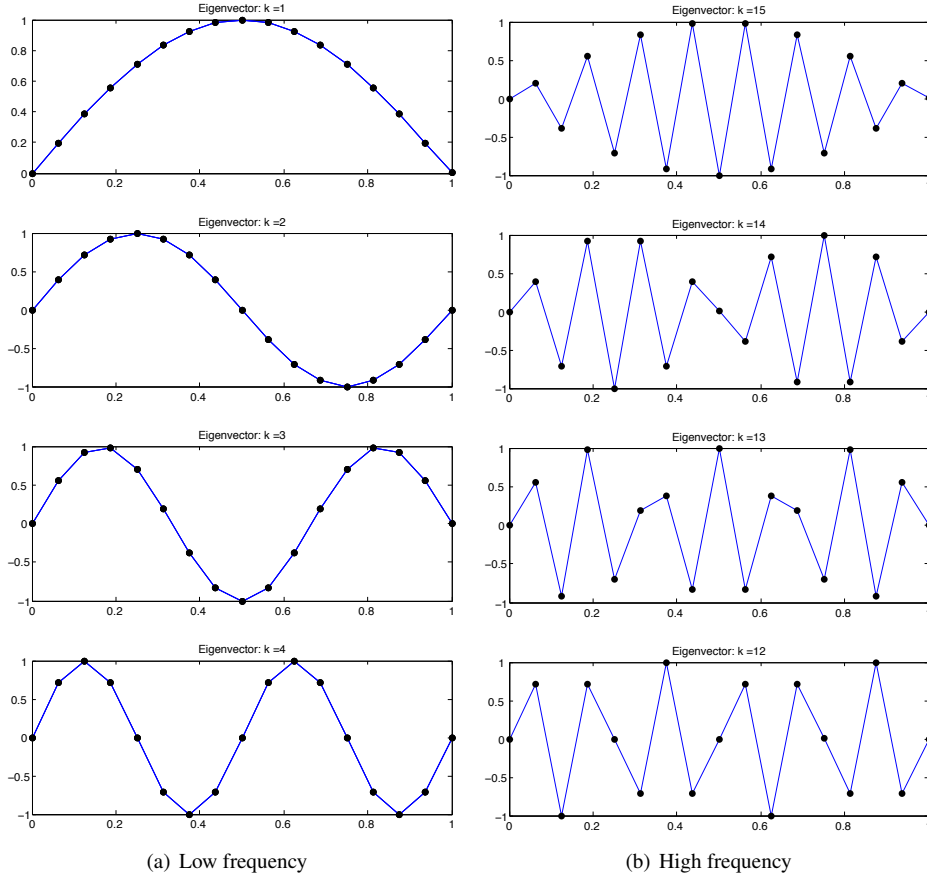 Eigenvector: k =1
1
0.8
0.6
0.4
0.2
0
0 0.2 0.4 0.6 0.8 1
Eigenvector: k =2
1
0.5
0
−0.5
−1
0 0.2 0.4 0.6 0.8 1
Eigenvector: k =3
1
0.5
0
−0.5
−1
0 0.2 0.4 0.6 0.8 1
Eigenvector: k =4
1
0.5
0
−0.5
−1
0 0.2 0.4 0.6 0.8 1
(a) Low frequency
Eigenvector: k =15
1
0.5
0
−0.5
−1
0 0.2 0.4 0.6 0.8 1
Eigenvector: k =14
1
0.5
0
−0.5
−1
0 0.2 0.4 0.6 0.8 1
Eigenvector: k =13
1
0.5
0
−0.5
−1
0 0.2 0.4 0.6 0.8 1
Eigenvector: k =12
1
0.5
0
−0.5
−1
0 0.2 0.4 0.6 0.8 1
(b) High frequency